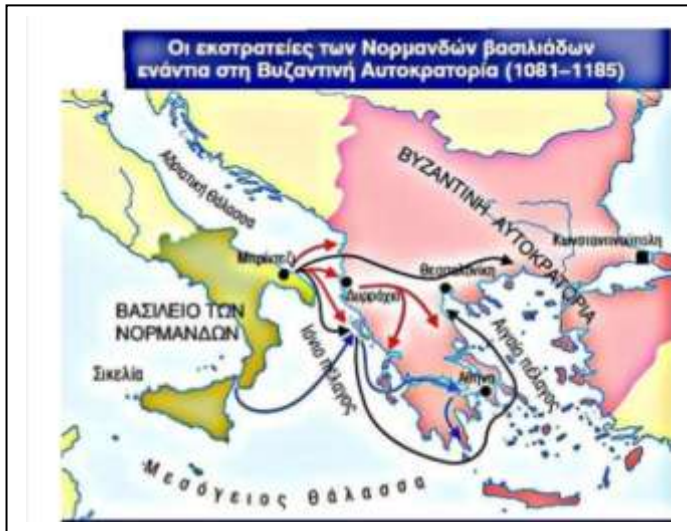 Οι εκστρατείες των Νορμανδών βασιλιάδων
ενάντια στη Βυζαντινή Αυτοκρατορία (1081–1185)
Αδριατική θάλασσα
ΒΥΖΑΝΤΙΝΗ ΑΥΤΟΚΡΑΤΟΡΙΑ
Κωνσταντινούπολη
Μπρίντεζι
Θεσσαλονίκη
Δυρράχιο
ΒΑΣΙΛΕΙΟ ΤΩΝ
ΝΟΡΜΑΝΔΩΝ
Ιόνιο πέλαγος
Αιγαίο πέλαγος
Σικελία
Αθήνα
Μεσόγειος θάλασσα